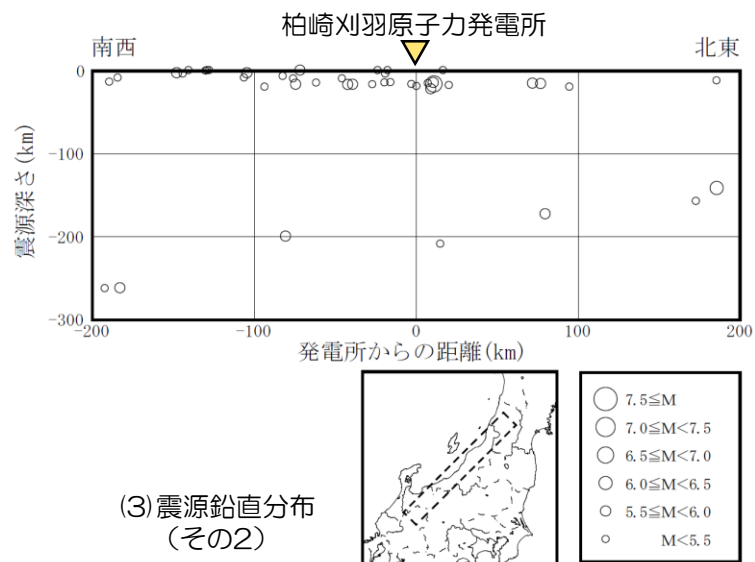 柏崎刈羽原子力発電所
南西
北東
震源深さ(km)
0
-100
-200
-300
-200
-100
0
100
200
発電所からの距離(km)
(3)震源鉛直分布
(その2)
7.5≦M
7.0≦M<7.5
6.5≦M<7.0
6.0≦M<6.5
5.5≦M<6.0
M<5.5